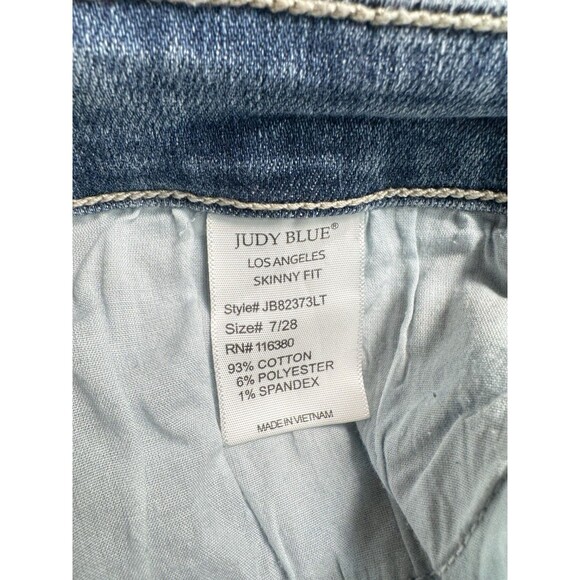 JUDY BLUE®
LOS ANGELES
SKINNY FIT
Style# JB82373LT
Size# 7/28
RN# 116380
93% COTTON
6% POLYESTER
1% SPANDEX
MADE IN VIETNAM